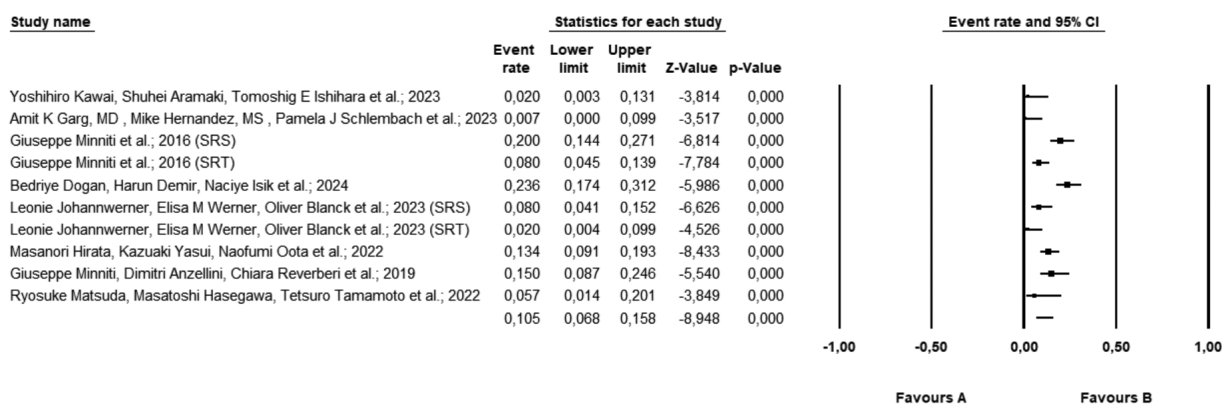 Study name Statistics for each study Event rate and 95% CI
Event Lower Upper
rate limit limit Z-Value p-Value
Yoshihiro Kawai, Shuhei Aramaki, Tomoshig E Ishihara et al.; 2023 0,020 0,003 0,131 -3,814 0,000
Amit K Garg, MD , Mike Hernandez, MS , Pamela J Schlembach et al.; 2023 0,007 0,000 0,099 -3,517 0,000
Giuseppe Minniti et al.; 2016 (SRS) 0,200 0,144 0,271 -6,814 0,000
Giuseppe Minniti et al.; 2016 (SRT) 0,080 0,045 0,139 -7,784 0,000
Bedriye Dogan, Harun Demir, Naciye Isik et al.; 2024 0,236 0,174 0,312 -5,986 0,000
Leonie Johannwerner, Elisa M Werner, Oliver Blanck et al.; 2023 (SRS) 0,080 0,041 0,152 -6,626 0,000
Leonie Johannwerner, Elisa M Werner, Oliver Blanck et al.; 2023 (SRT) 0,020 0,004 0,099 -4,526 0,000
Masanori Hirata, Kazuaki Yasui, Naofumi Oota et al.; 2022 0,134 0,091 0,193 -8,433 0,000
Giuseppe Minniti, Dimitri Anzellini, Chiara Reverberi et al.; 2019 0,150 0,087 0,246 -5,540 0,000
Ryosuke Matsuda, Masatoshi Hasegawa, Tetsuro Tamamoto et al.; 2022 0,057 0,014 0,201 -3,849 0,000
0,105 0,068 0,158 -8,948 0,000
-1,00 -0,50 0,00 0,50 1,00
Favours A Favours B